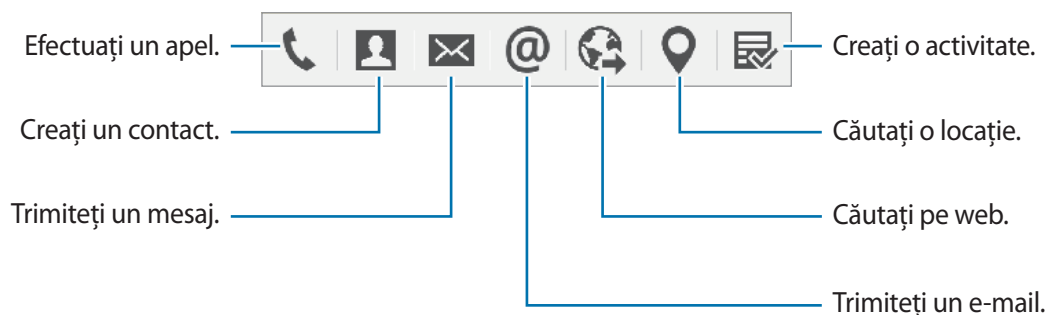 Efectuați un apel.
Creați o activitate.
Creați un contact.
Căutați o locație.
Trimiteți un mesaj.
Căutați pe web.
Trimiteți un e-mail.